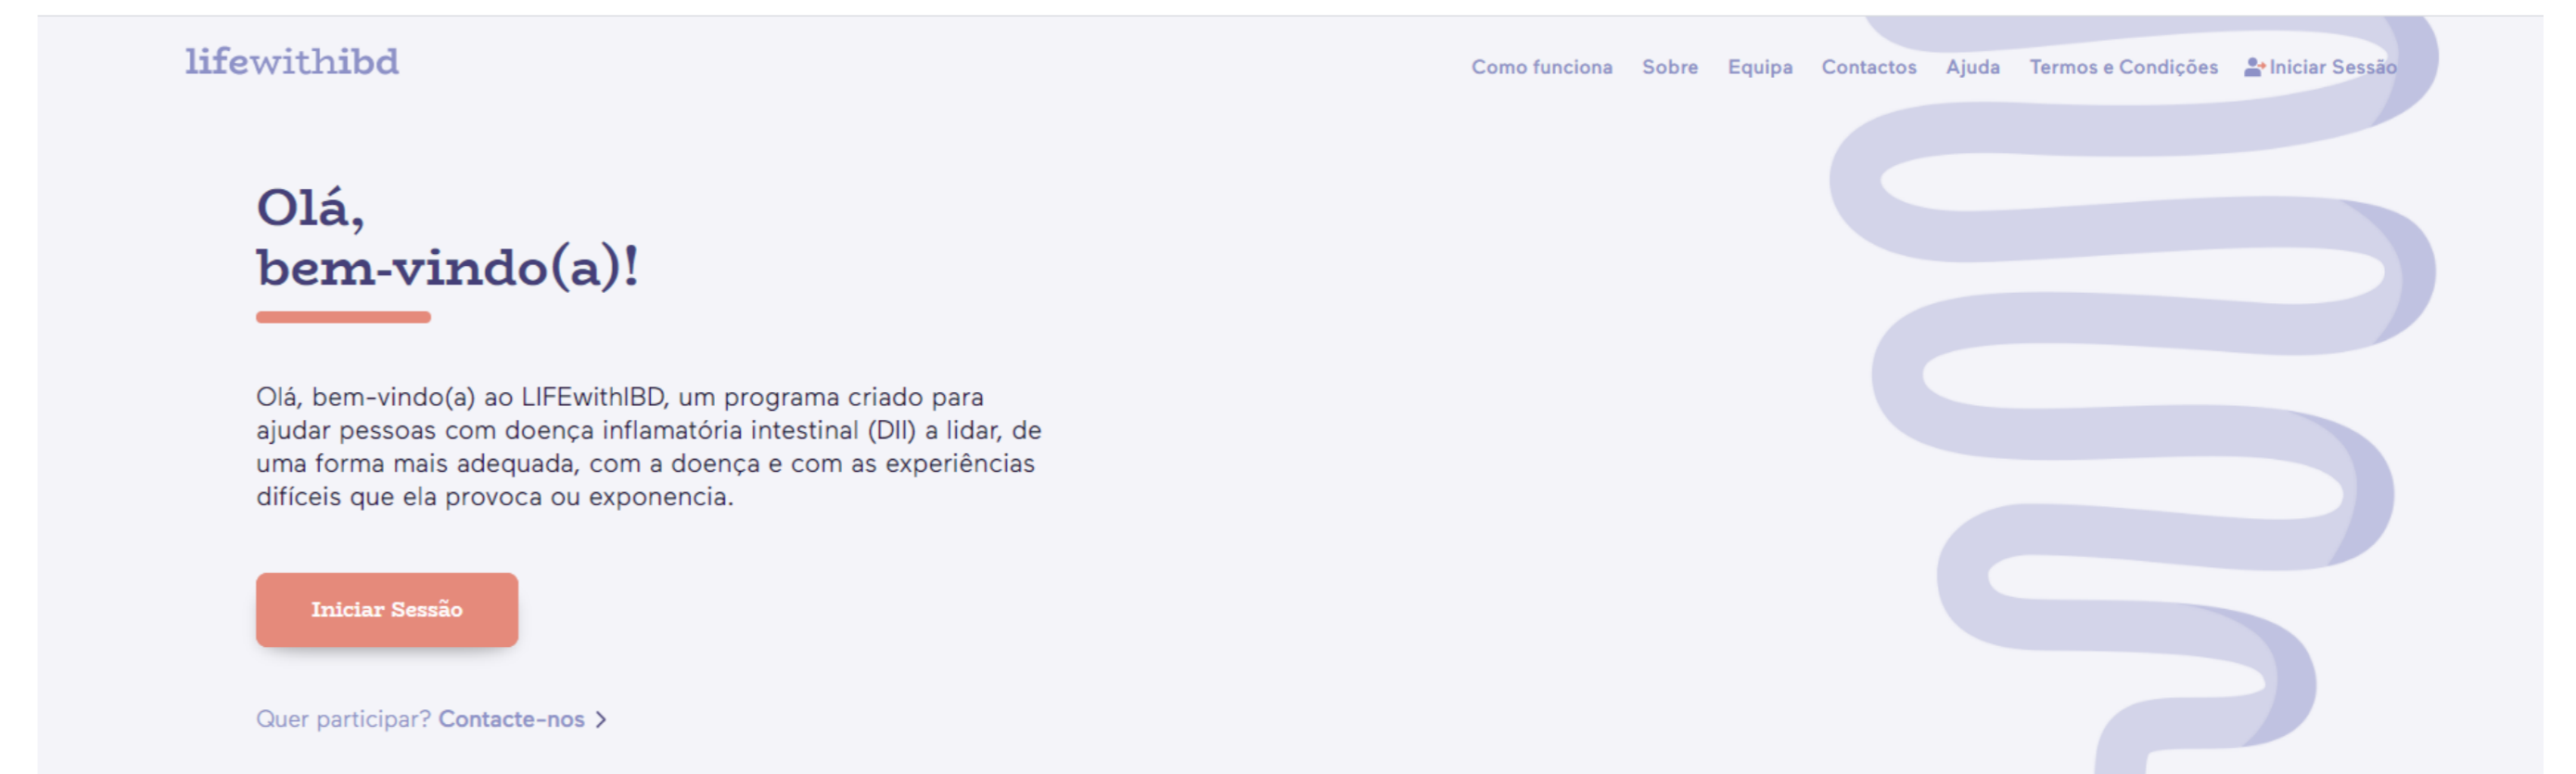 lifewithibd
Como funciona Sobre Equipa Contactos Ajuda Termos e Condições Iniciar Sessão
Olá,
bem-vindo(a)!
Olá, bem-vindo(a) ao LIFEwithIBD, um programa criado para
ajudar pessoas com doença inflamatória intestinal (DII) a lidar, de
uma forma mais adequada, com a doença e com as experiências
difíceis que ela provoca ou exponencia.
Iniciar Sessão
Quer participar? Contacte-nos >